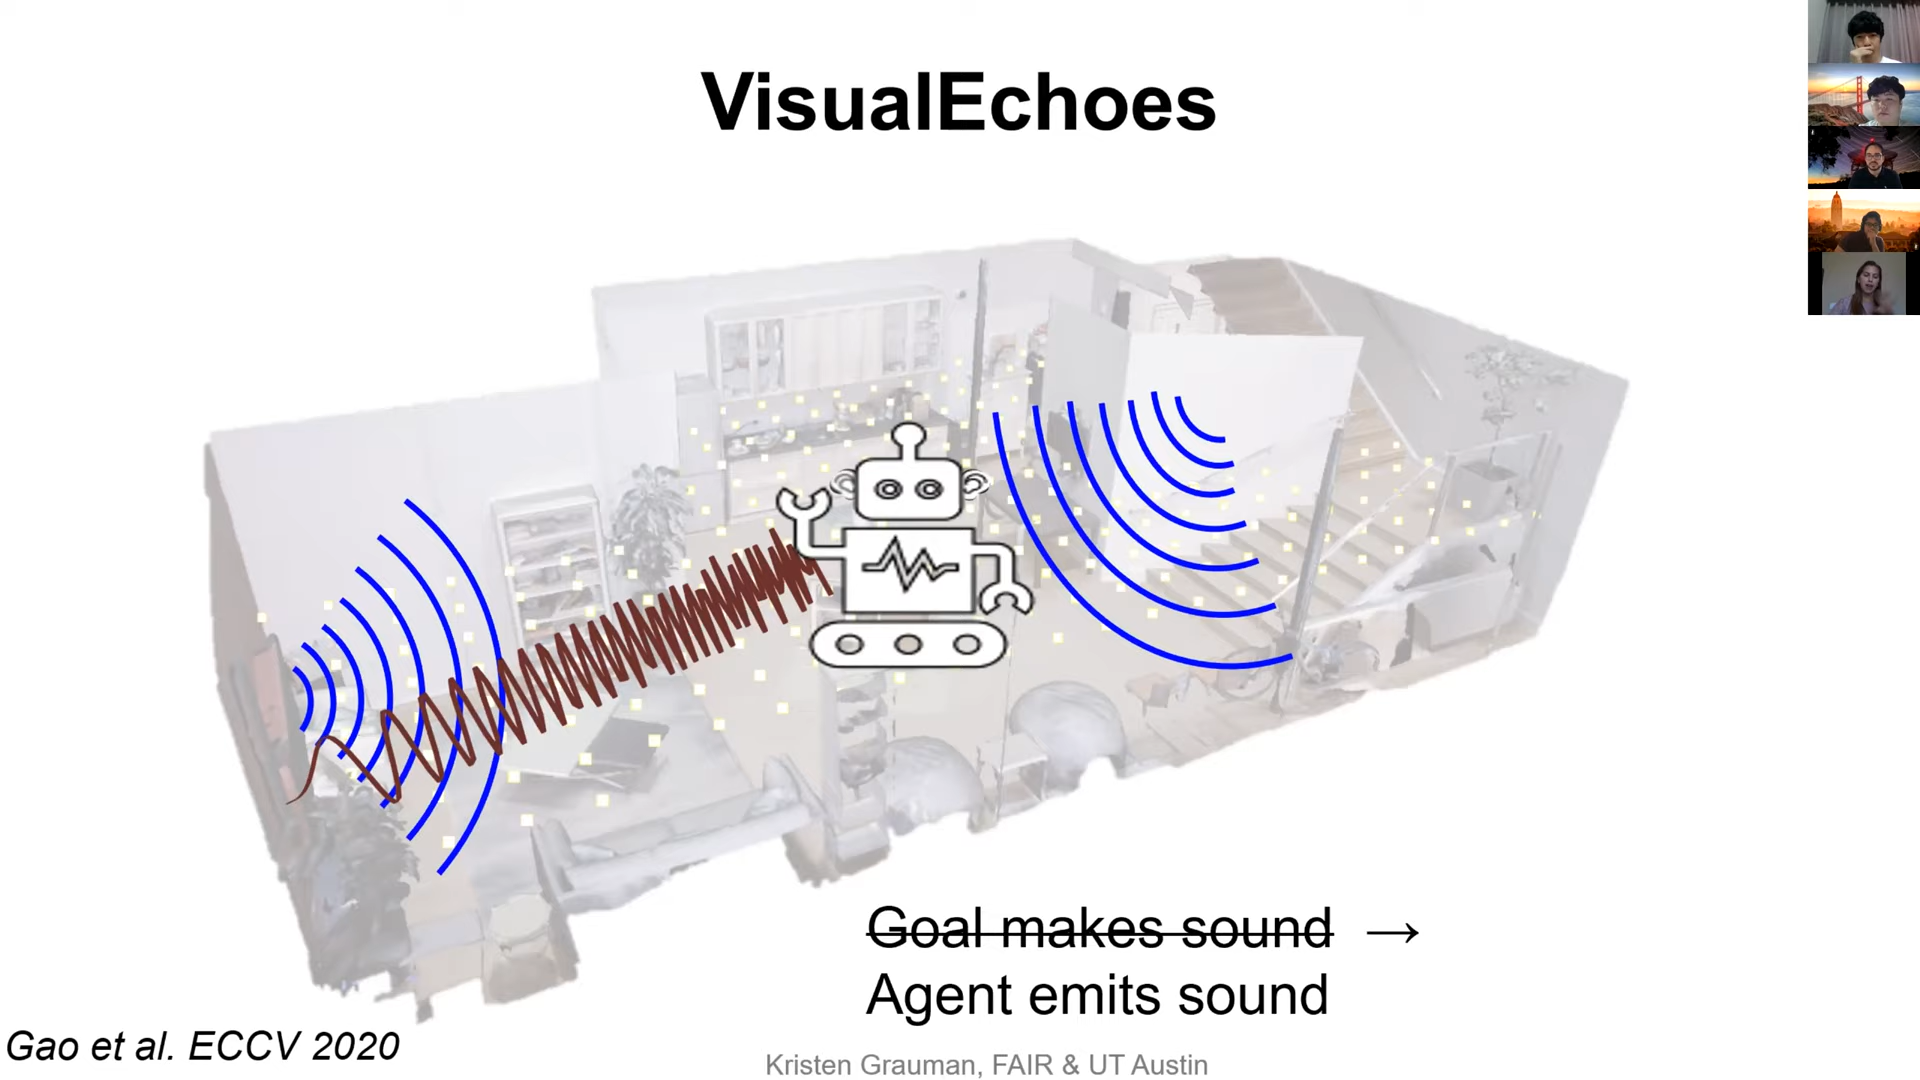 VisualEchoes
Goal makes sound →
Agent emits sound
Gao et al. ECCV 2020
Kristen Grauman, FAIR & UT Austin